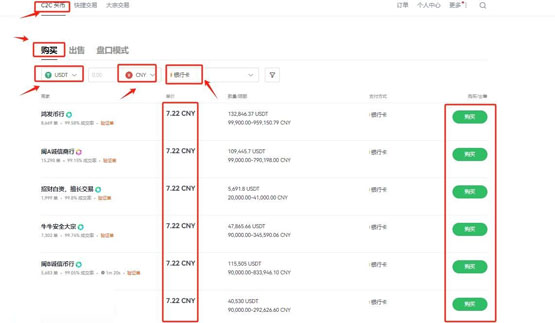 C2C 买币 快捷交易 大宗交易 订单 个人中心 更多
购买 出售 盘口模式
USDT CNY 银行卡
商家 单价 数量/限额 支付方式 购买/出售
鸿发币行 7.22 CNY 132,846.37 USDT 银行卡 购买
99,900.00-959,150.79 CNY
闽A诚信商行 7.22 CNY 109,445.7 USDT 银行卡 购买
99,000.00-790,198.00 CNY
招财白资，擅长交易 7.22 CNY 5,691.8 USDT 银行卡 购买
20,000.00-41,000.00 CNY
牛牛安全大宗 7.22 CNY 47,865.66 USDT 银行卡 购买
90,000.00-345,590.06 CNY
闽B诚信币行 7.22 CNY 115,505 USDT 银行卡 购买
90,000.00-833,946.10 CNY
7.22 CNY 40,530 USDT 银行卡 购买
90,000.00-292,626.60 CNY